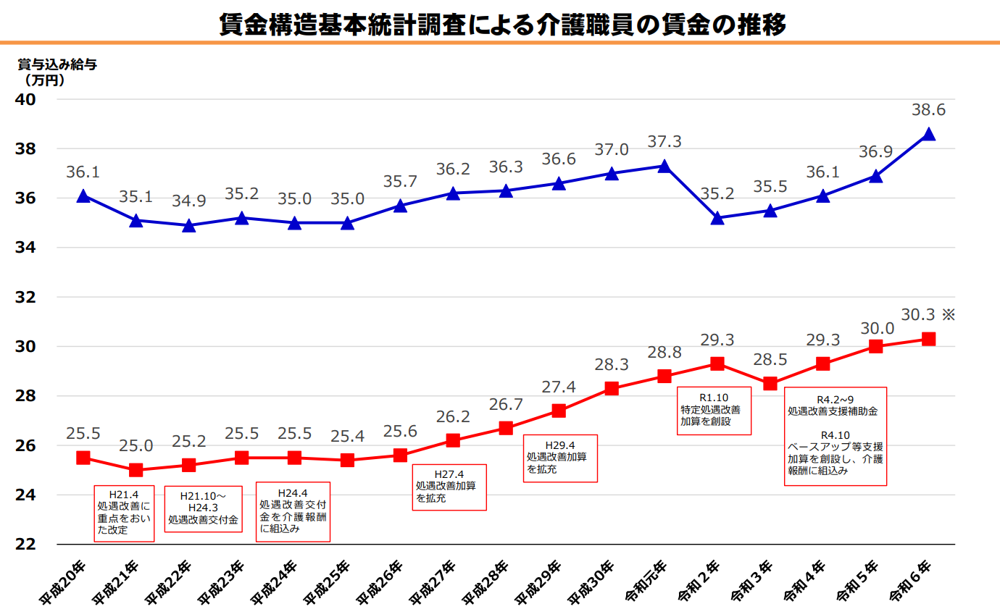 賃金構造基本統計調査による介護職員の賃金の推移
賞与込み給与
（万円）
40
38
36
34
32
30
28
26
24
22
36.1
35.1
34.9
35.2
35.0
35.0
35.7
36.2
36.3
36.6
37.0
37.3
35.2
35.5
36.1
36.9
38.6
25.5
25.0
25.2
25.5
25.5
25.4
25.6
26.2
26.7
27.4
28.3
28.8
29.3
28.5
29.3
30.0
30.3 ※
H21.4
処遇改善に
重点をおい
た改定
H21.10～
H24.3
処遇改善交付金
H24.4
処遇改善交付
金を介護報酬
に組込み
H27.4
処遇改善加算
を拡充
H29.4
処遇改善加算
を拡充
R1.10
特定処遇改善
加算を創設
R4.2~9
処遇改善支援補助金
R4.10
ベースアップ等支援
加算を創設し、介護
報酬に組込み
平成20年
平成21年
平成22年
平成23年
平成24年
平成25年
平成26年
平成27年
平成28年
平成29年
平成30年
令和元年
令和２年
令和３年
令和４年
令和５年
令和６年